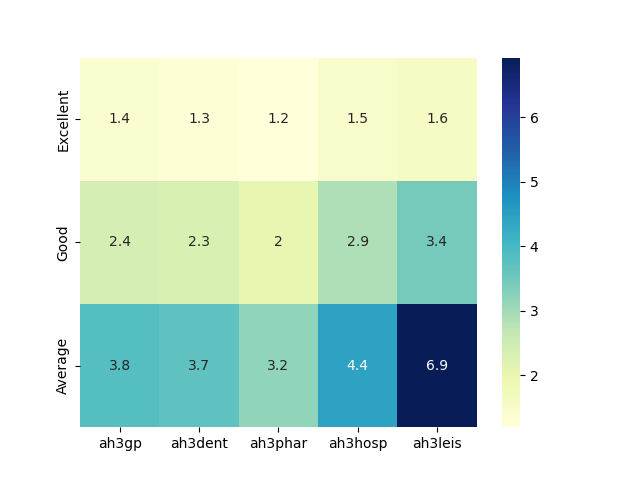 Excellent 1.4 1.3 1.2 1.5 1.6
Good 2.4 2.3 2 2.9 3.4
Average 3.8 3.7 3.2 4.4 6.9
ah3gp ah3dent ah3phar ah3hosp ah3leis
6
5
4
3
2